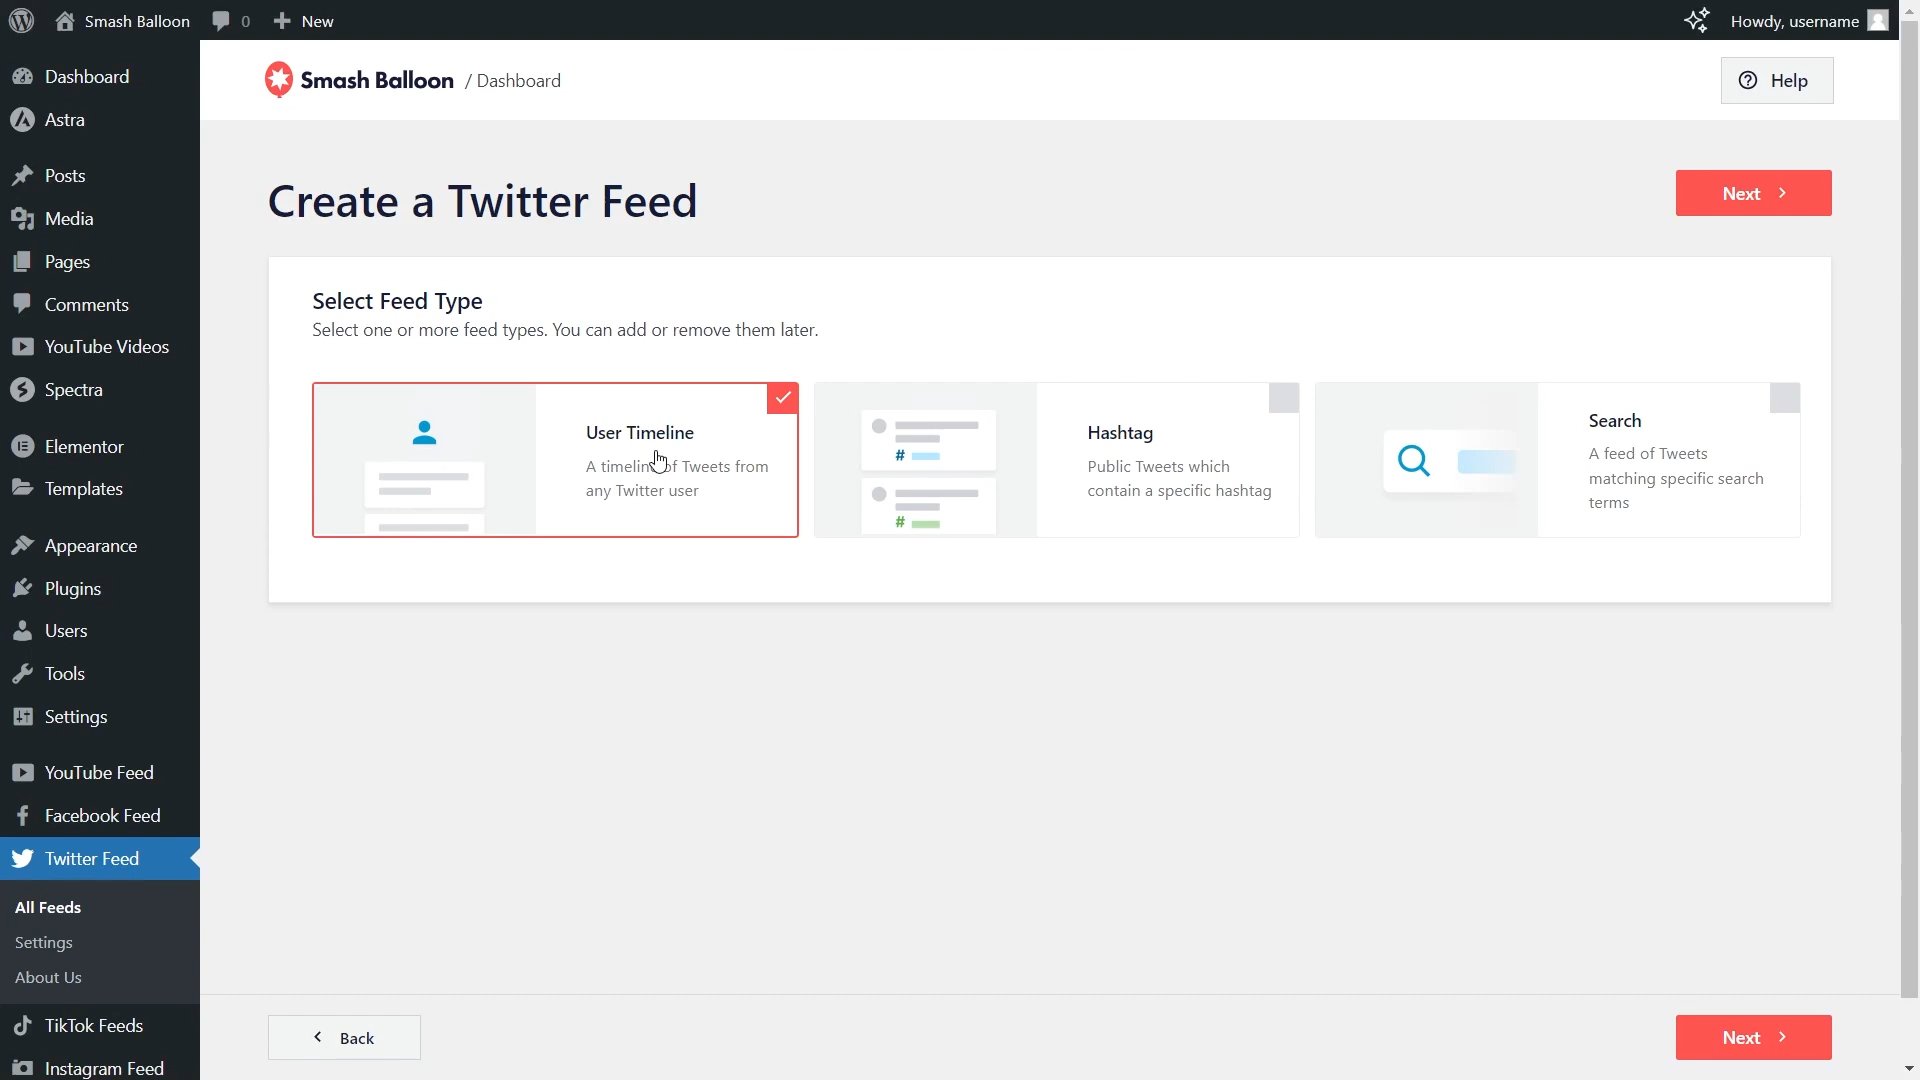 Smash Balloon 0 New Howdy, username
Dashboard
Astra
Posts
Media
Pages
Comments
YouTube Videos
Spectra
Elementor
Templates
Appearance
Plugins
Users
Tools
Settings
YouTube Feed
Facebook Feed
Twitter Feed
All Feeds
Settings
About Us
TikTok Feeds
Instagram Feed
Smash Balloon / Dashboard
Help
Create a Twitter Feed
Next
Select Feed Type
Select one or more feed types. You can add or remove them later.
User Timeline
A timeline of Tweets from
any Twitter user
#
#
Hashtag
Public Tweets which
contain a specific hashtag
Search
A feed of Tweets
matching specific search
terms
Back
Next